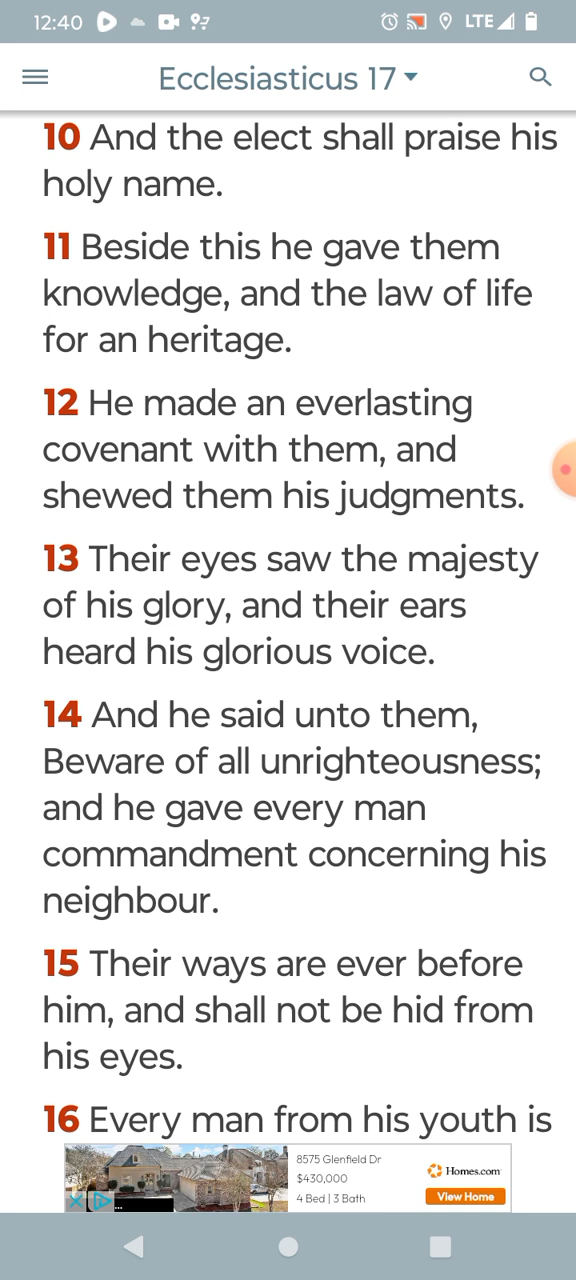 12:40
LTE
Ecclesiasticus 17
10 And the elect shall praise his
holy name.
11 Beside this he gave them
knowledge, and the law of life
for an heritage.
12 He made an everlasting
covenant with them, and
shewed them his judgments.
13 Their eyes saw the majesty
of his glory, and their ears
heard his glorious voice.
14 And he said unto them,
Beware of all unrighteousness;
and he gave every man
commandment concerning his
neighbour.
15 Their ways are ever before
him, and shall not be hid from
his eyes.
16 Every man from his youth is
8575 Glenfield Dr
$430,000
4 Bed | 3 Bath
Homes.com
View Home
...